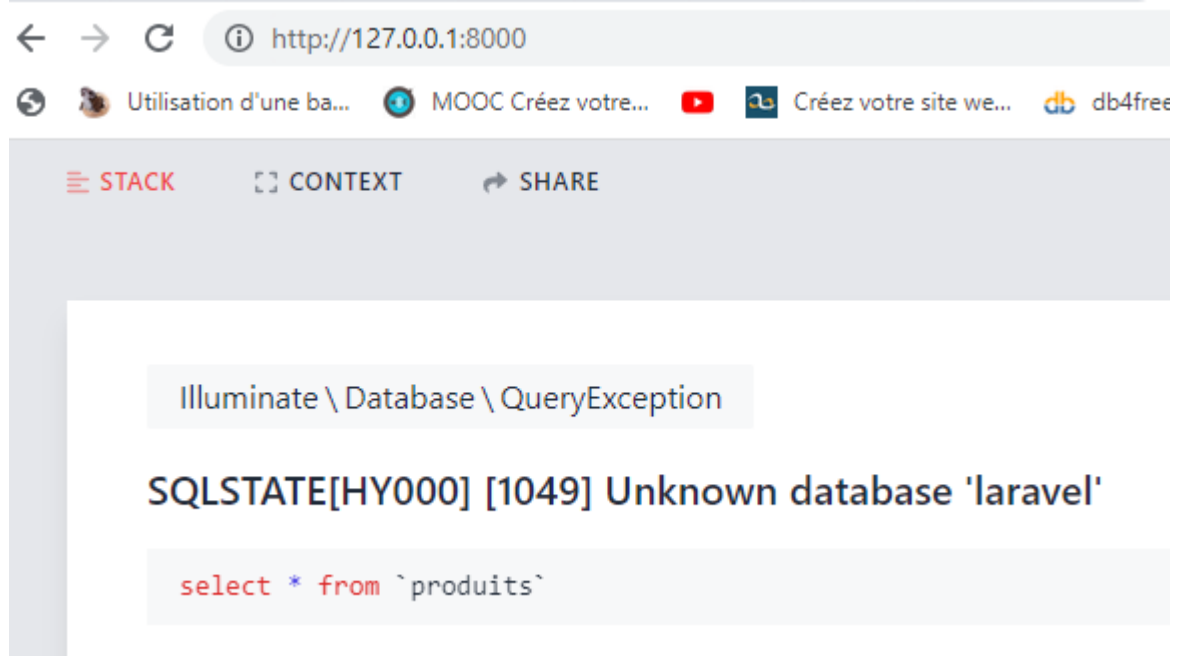 http://127.0.0.1:8000
Utilisation d'une ba... MOOC Créez votre... Créez votre site we... db db4free
STACK CONTEXT SHARE
Illuminate \ Database \ QueryException
SQLSTATE[HY000] [1049] Unknown database 'laravel'
select * from `produits`